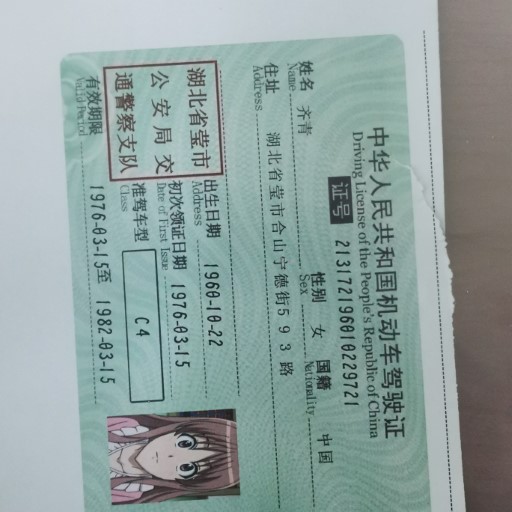 中华人民共和国机动车驾驶证
Driving License of the People's Republic of China
证号 213172196010229721
姓名 齐青 性别 女 国籍 中国
Name Sex Nationality
住址 湖北省莹市合山宁德街593路
Address
湖北省莹市
公安局交
通警察支队
出生日期 1960-10-22
Address
初次领证日期 1976-03-15
Date of First Issue
准驾车型 C4
Class
有效期限 1976-03-15至 1982-03-15
Valid Period